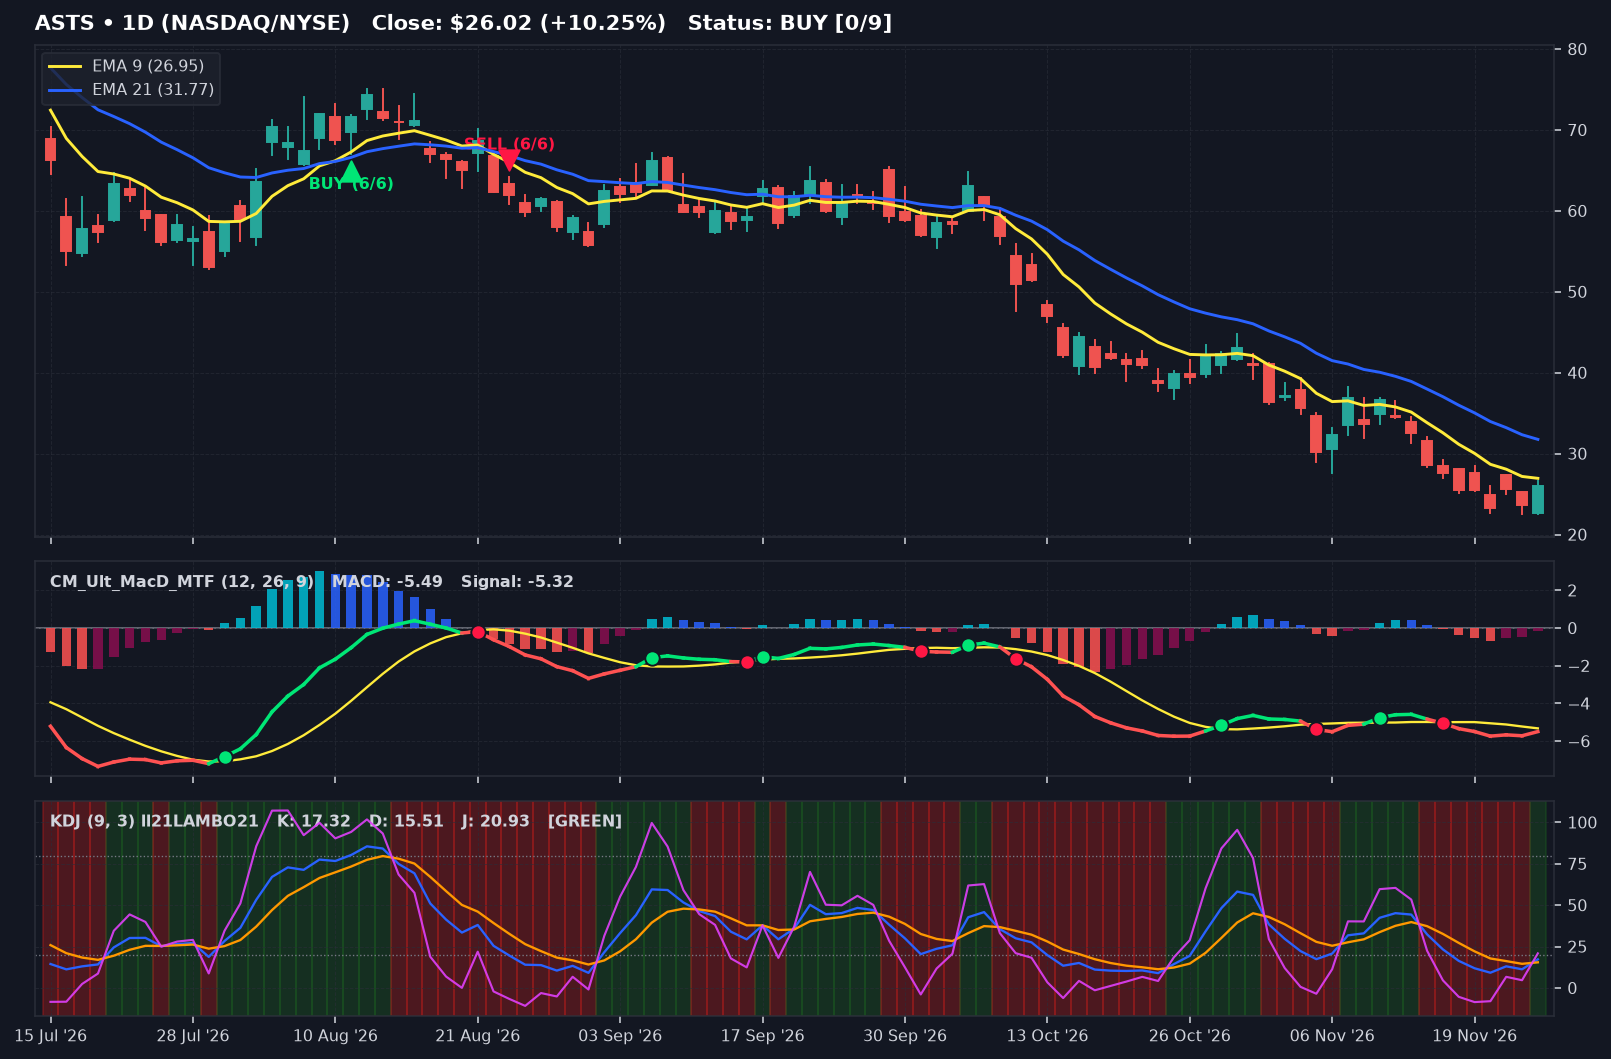 ASTS • 1D (NASDAQ/NYSE)   Close: $26.02 (+10.25%)   Status: BUY [0/9]
EMA 9 (26.95)
EMA 21 (31.77)
SELL (6/6)
BUY (6/6)
80
70
60
50
40
30
20
CM_Ult_MacD_MTF (12, 26, 9)   MACD: -5.49   Signal: -5.32
2
0
−2
−4
−6
KDJ (9, 3) ll21LAMBO21   K: 17.32   D: 15.51   J: 20.93   [GREEN]
100
75
50
25
0
15 Jul '26   28 Jul '26   10 Aug '26   21 Aug '26   03 Sep '26   17 Sep '26   30 Sep '26   13 Oct '26   26 Oct '26   06 Nov '26   19 Nov '26